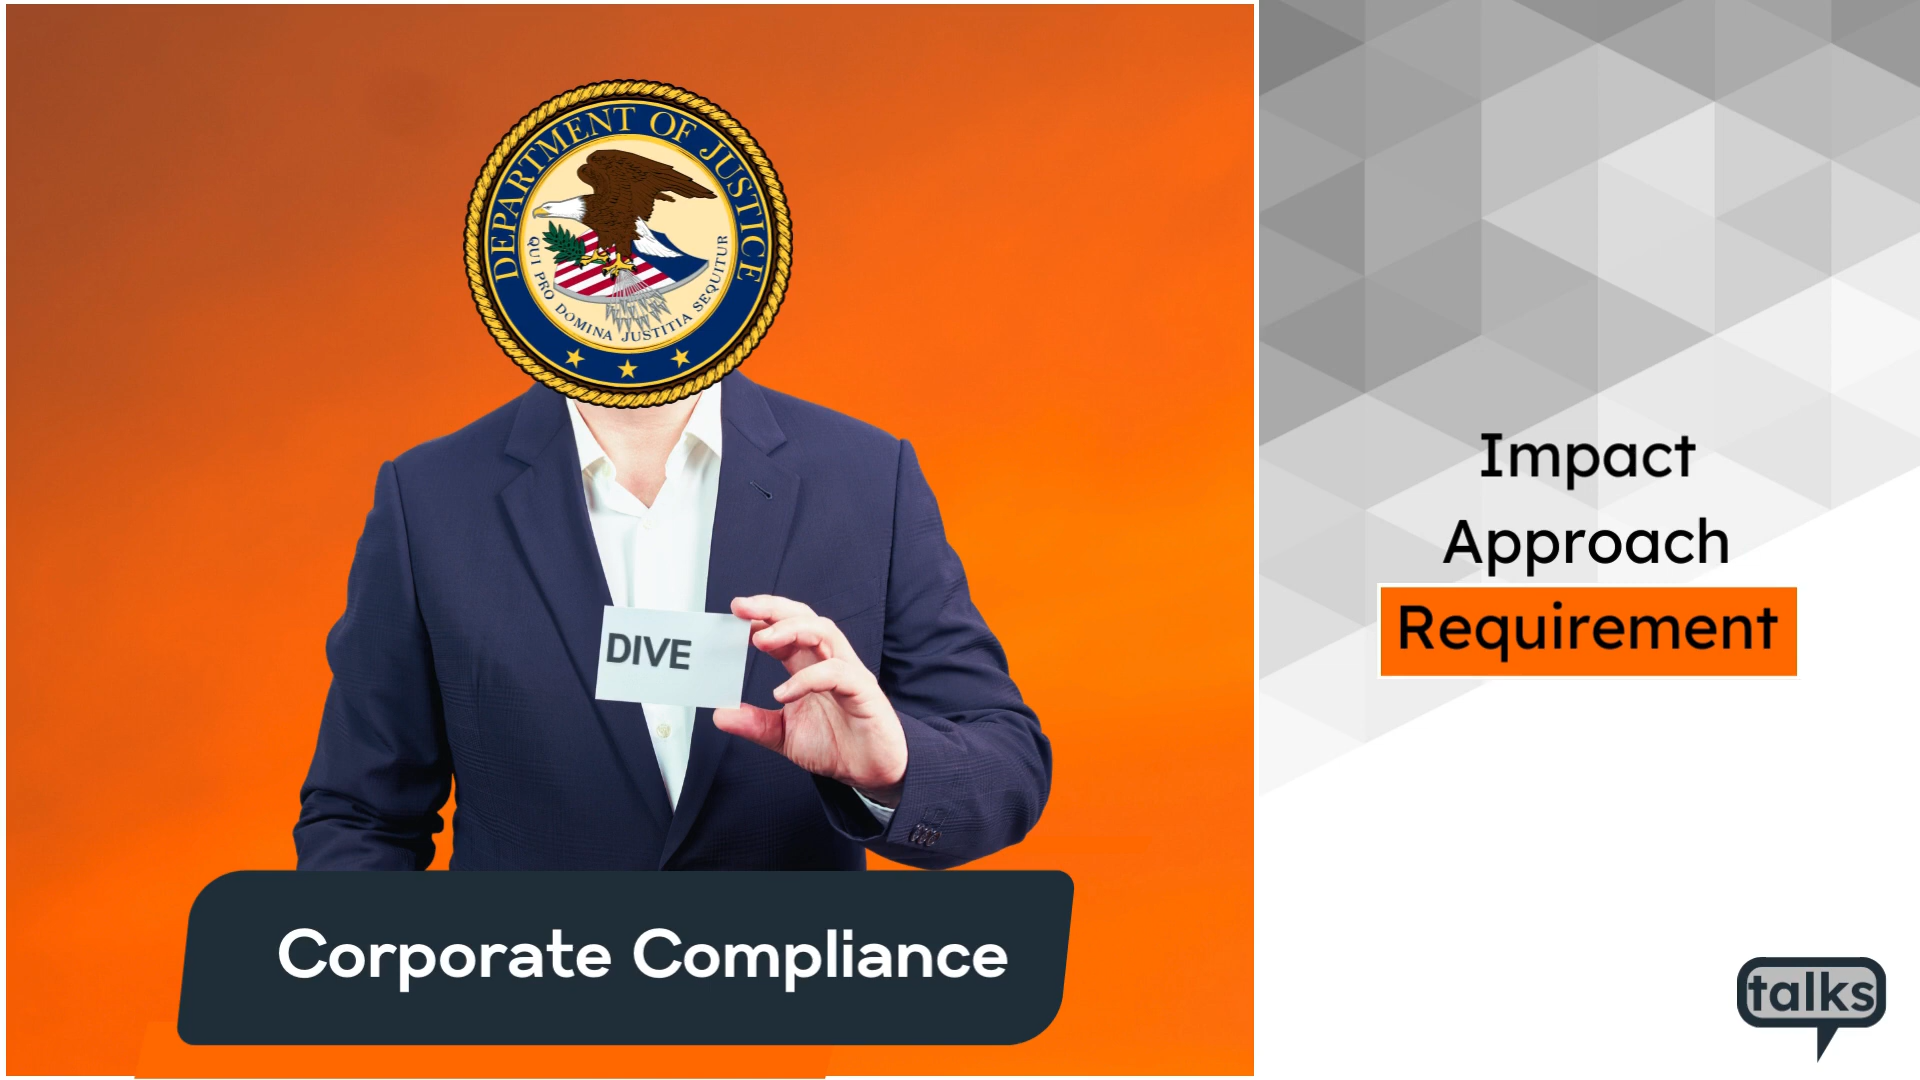 DEPARTMENT OF JUSTICE
QUI PRO DOMINA JUSTITIA SEQUITUR
DIVE
Corporate Compliance
Impact
Approach
Requirement
talks